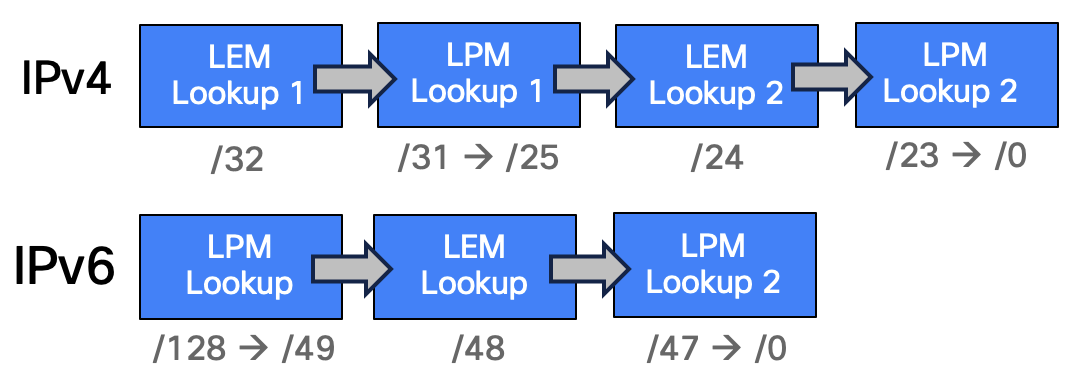 IPv4
LEM
Lookup 1
LPM
Lookup 1
LEM
Lookup 2
LPM
Lookup 2
/32
/31 → /25
/24
/23 → /0
IPv6
LPM
Lookup
LEM
Lookup
LPM
Lookup 2
/128 → /49
/48
/47 → /0